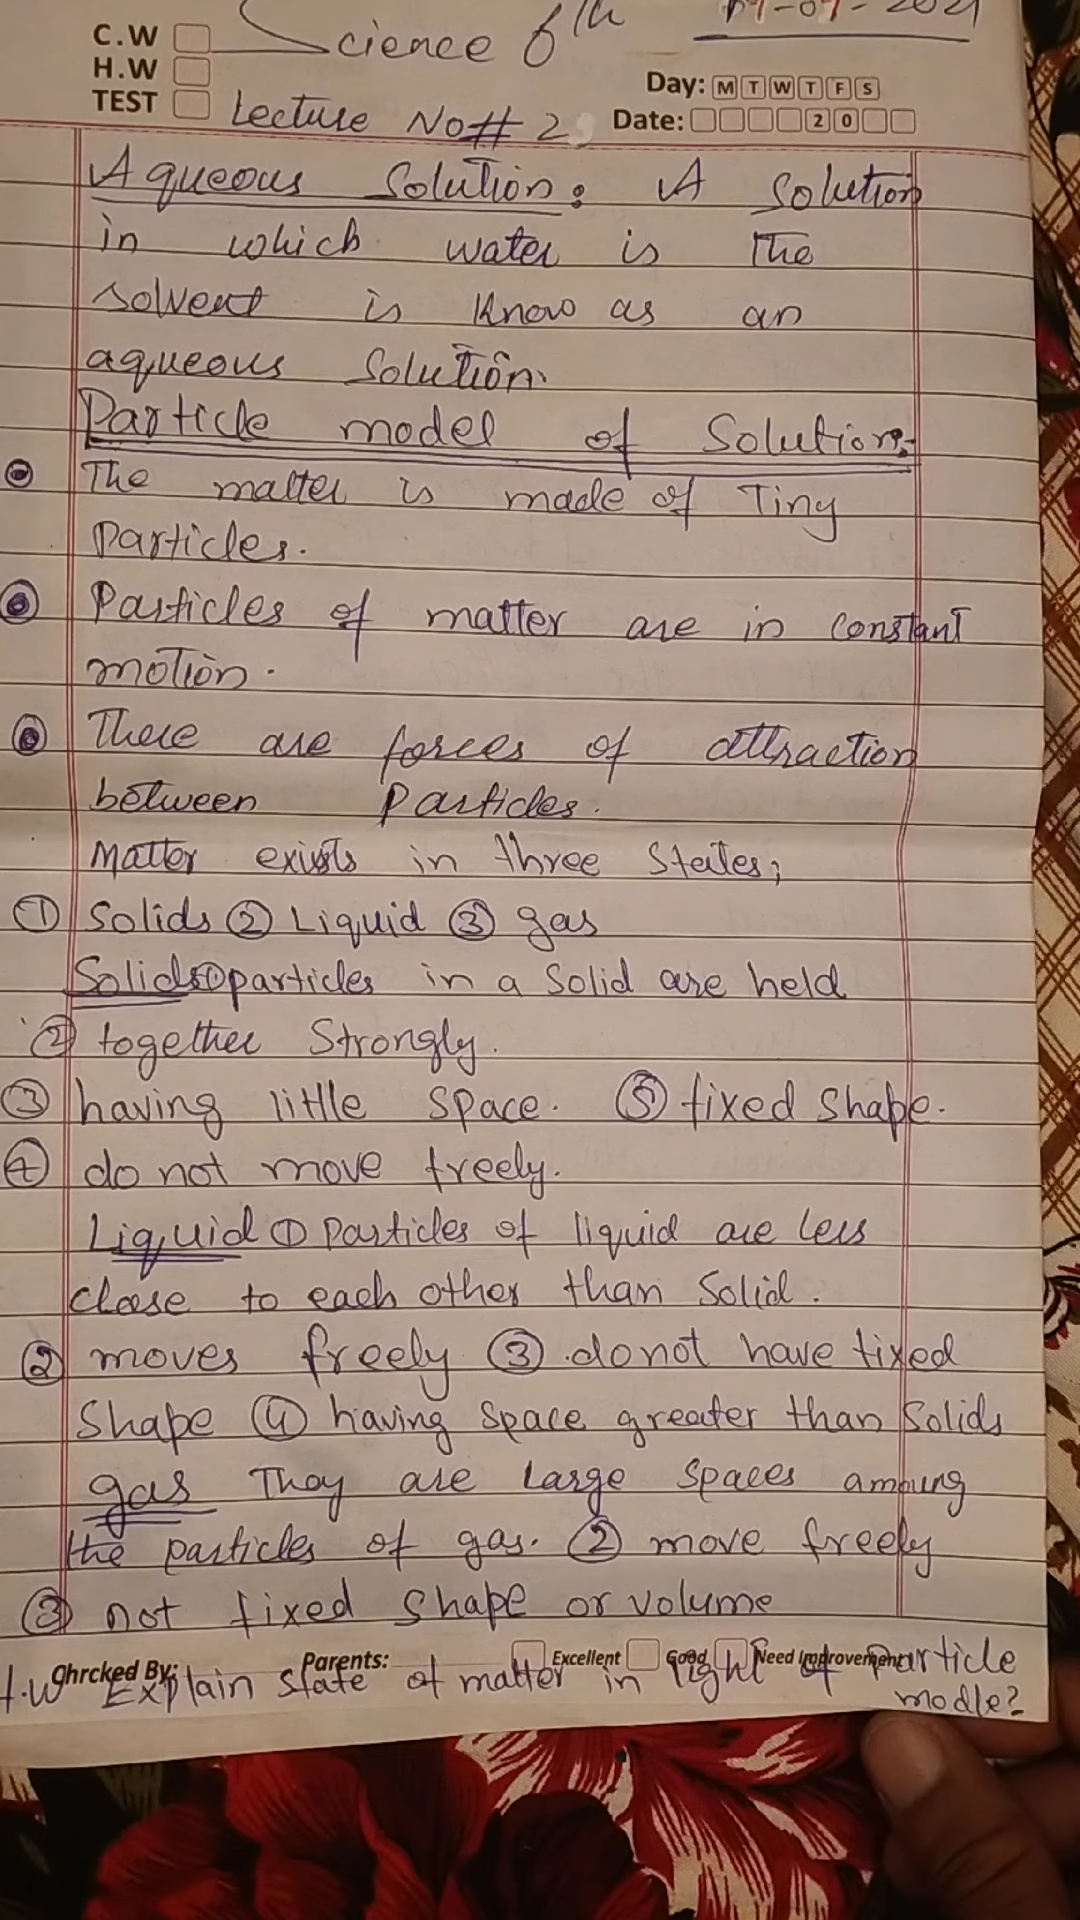 C.W
Science 6th
H.W
Day: M T W T F S
TEST
Lecture No# 2
Date: 2 0
Aqueous Solution: A Solution
in which water is the
solvent is know as an
aqueous Solution.
Particle model of Solution:-
The matter is made of Tiny
Particles.
Particles of matter are in constant
motion.
There are forces of attraction
between Particles.
Matter exists in three States;
① Solids ② Liquid ③ gas
Solids ① particles in a Solid are held
② together Strongly.
③ having little space. ⑤ fixed shape.
④ do not move freely.
Liquid ① Particles of liquid are less
close to each other than Solid.
② moves freely ③ do not have fixed
Shape ④ having Space greater than Solids
gas They are large spaces among
the particles of gas. ② move freely
③ not fixed shape or volume
Ghrcked By: Parents: Excellent Good Need Improvement
H.W Explain state of matter in light of Particle
modle?